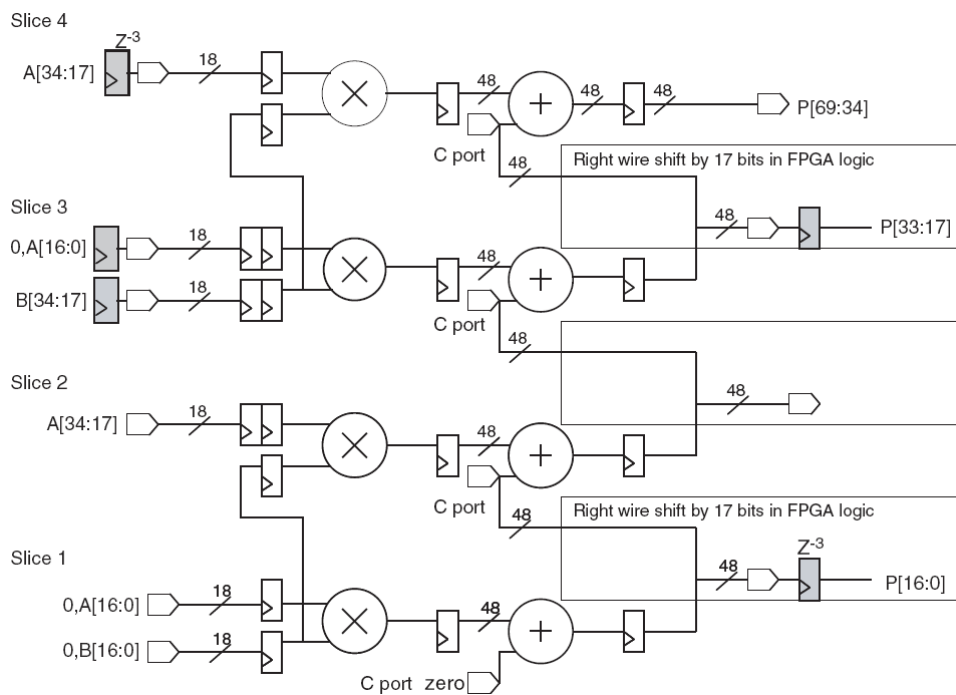 Slice 4
Z-3
A[34:17]
18
48
48
48
P[69:34]
C port
48
Right wire shift by 17 bits in FPGA logic
48
P[33:17]
Slice 3
0,A[16:0]
18
48
B[34:17]
18
C port
48
48
Slice 2
A[34:17]
18
48
C port
48
Right wire shift by 17 bits in FPGA logic
Z-3
48
P[16:0]
Slice 1
0,A[16:0]
18
48
0,B[16:0]
18
C port zero